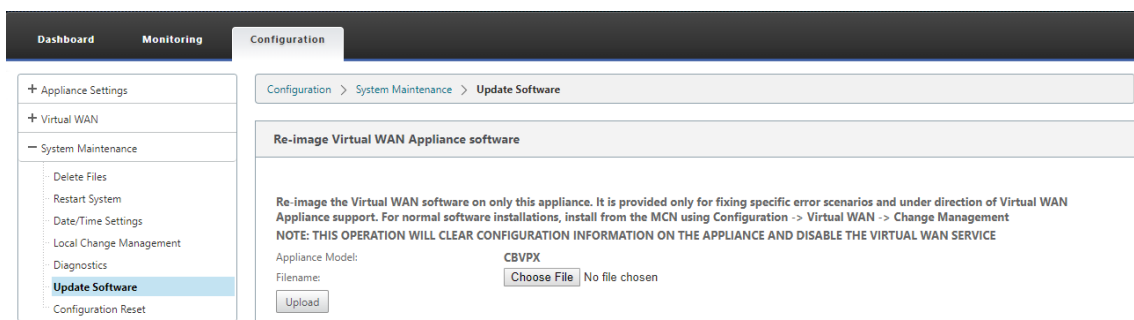 Dashboard Monitoring Configuration
+ Appliance Settings
+ Virtual WAN
− System Maintenance
Delete Files
Restart System
Date/Time Settings
Local Change Management
Diagnostics
Update Software
Configuration Reset
Configuration > System Maintenance > Update Software
Re-image Virtual WAN Appliance software
Re-image the Virtual WAN software on only this appliance. It is provided only for fixing specific error scenarios and under direction of Virtual WAN
Appliance support. For normal software installations, install from the MCN using Configuration -> Virtual WAN -> Change Management
NOTE: THIS OPERATION WILL CLEAR CONFIGURATION INFORMATION ON THE APPLIANCE AND DISABLE THE VIRTUAL WAN SERVICE
Appliance Model: CBVPX
Filename: Choose File No file chosen
Upload